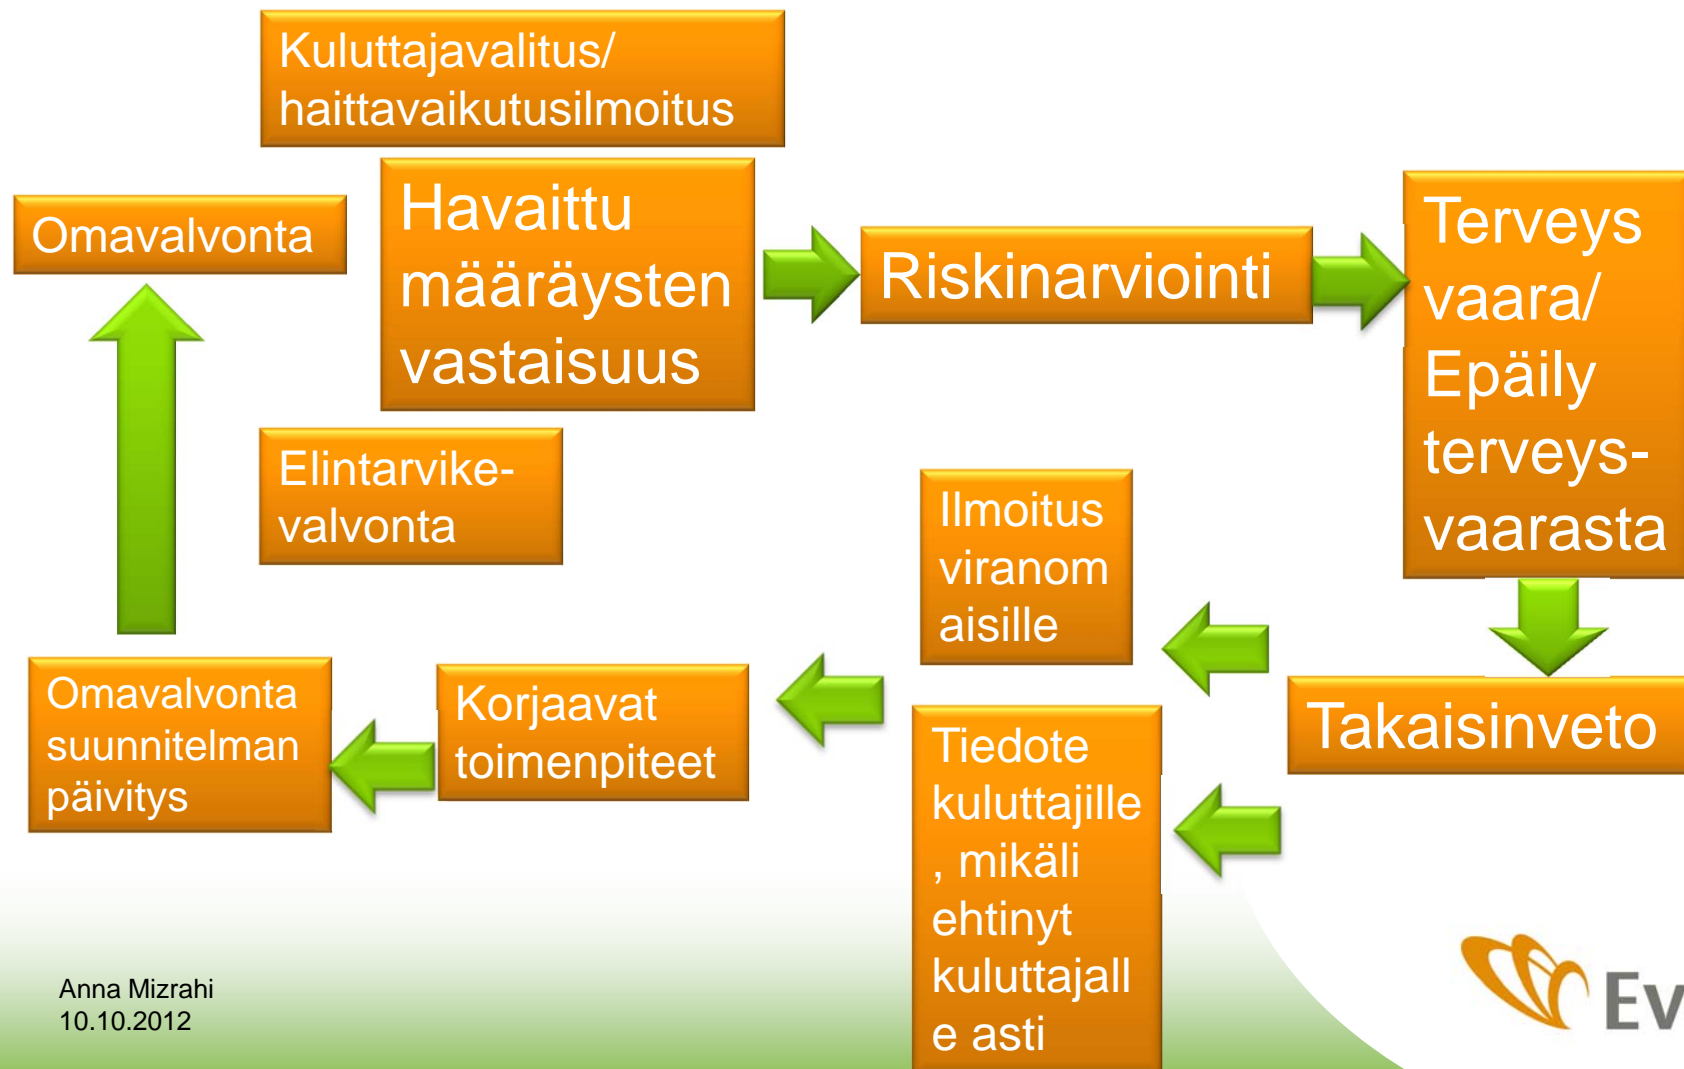 Kuluttajavalitus/
haittavaikutusilmoitus
Omavalvonta
Havaittu
määräysten
vastaisuus
Elintarvike-
valvonta
Riskinarviointi
Terveys
vaara/
Epäily
terveys-
vaarasta
Takaisinveto
Ilmoitus
viranom
aisille
Tiedote
kuluttajille
, mikäli
ehtinyt
kuluttajall
e asti
Korjaavat
toimenpiteet
Omavalvonta
suunnitelman
päivitys
Anna Mizrahi
10.10.2012
Ev